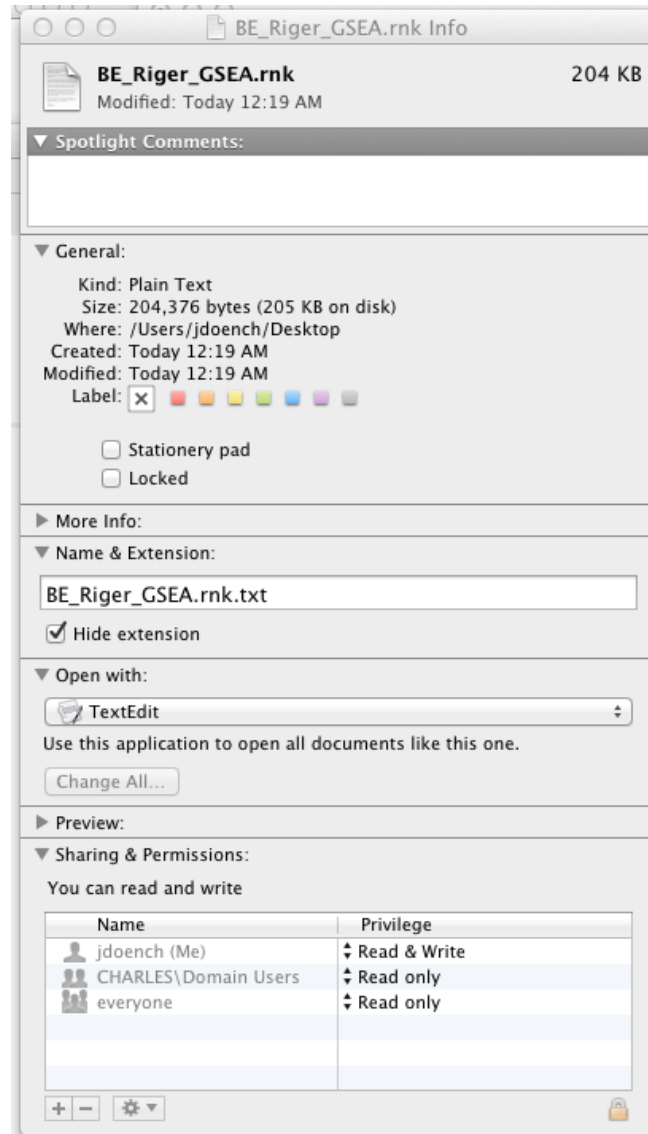 BE_Riger_GSEA.rnk Info
BE_Riger_GSEA.rnk 204 KB
Modified: Today 12:19 AM
Spotlight Comments:
General:
Kind: Plain Text
Size: 204,376 bytes (205 KB on disk)
Where: /Users/jdoench/Desktop
Created: Today 12:19 AM
Modified: Today 12:19 AM
Label:
Stationery pad
Locked
More Info:
Name & Extension:
BE_Riger_GSEA.rnk.txt
Hide extension
Open with:
TextEdit
Use this application to open all documents like this one.
Change All...
Preview:
Sharing & Permissions:
You can read and write
Name Privilege
jdoench (Me) Read & Write
CHARLES\Domain Users Read only
everyone Read only